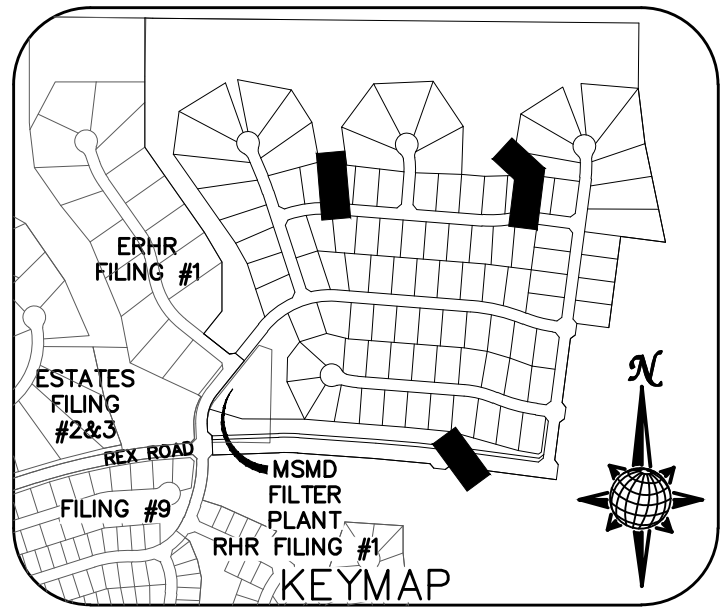 N
ERHR
FILING #1
ESTATES
FILING
#2&3
REX ROAD
FILING #9
MSMD
FILTER
PLANT
RHR FILING #1
KEYMAP